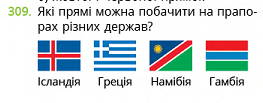 309. Які прямі можна побачити на прапо-
рах різних держав?
Ісландія Греція Намібія Гамбія